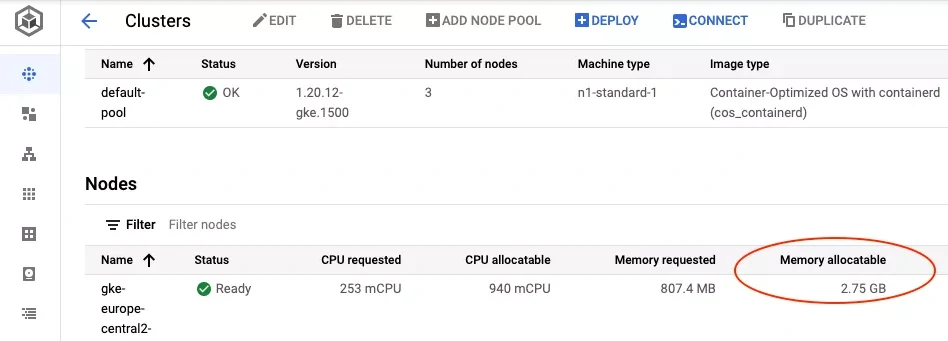 Clusters EDIT DELETE ADD NODE POOL DEPLOY CONNECT DUPLICATE
Name Status Version Number of nodes Machine type Image type
default- OK 1.20.12- 3 n1-standard-1 Container-Optimized OS with containerd
pool gke.1500 (cos_containerd)
Nodes
Filter Filter nodes
Name Status CPU requested CPU allocatable Memory requested Memory allocatable
gke- Ready 253 mCPU 940 mCPU 807.4 MB 2.75 GB
europe-
central2-